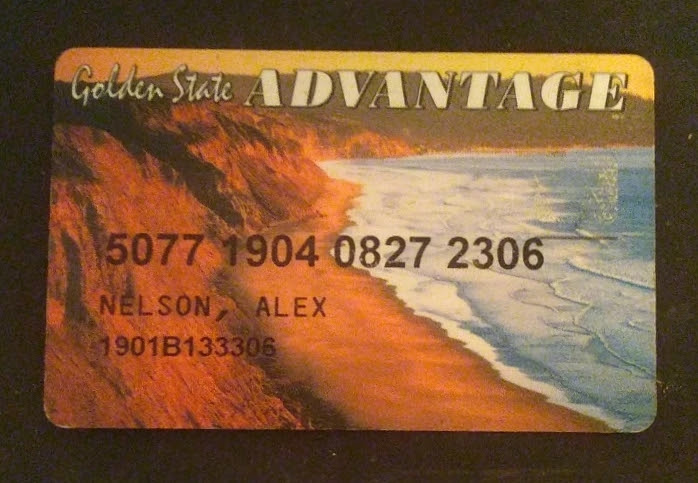 Golden State ADVANTAGE
5077 1904 0827 2306
NELSON, ALEX
1901B133306